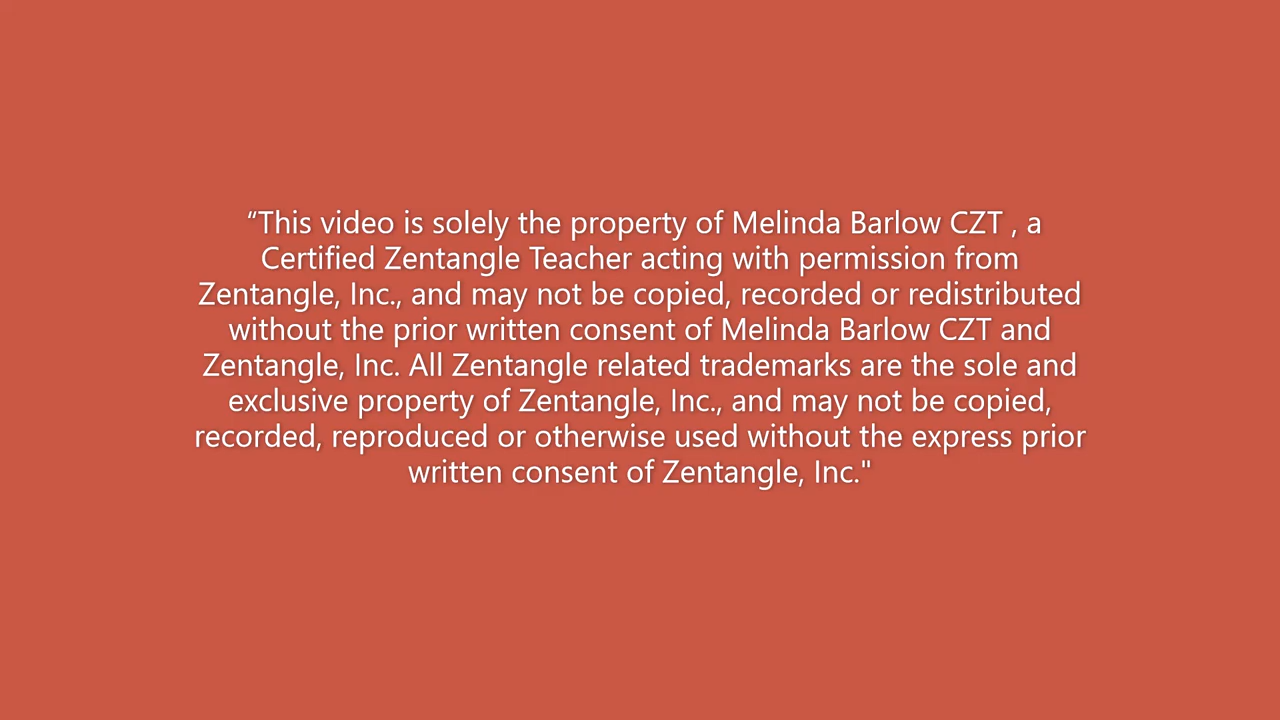 “This video is solely the property of Melinda Barlow CZT , a
Certified Zentangle Teacher acting with permission from
Zentangle, Inc., and may not be copied, recorded or redistributed
without the prior written consent of Melinda Barlow CZT and
Zentangle, Inc. All Zentangle related trademarks are the sole and
exclusive property of Zentangle, Inc., and may not be copied,
recorded, reproduced or otherwise used without the express prior
written consent of Zentangle, Inc."